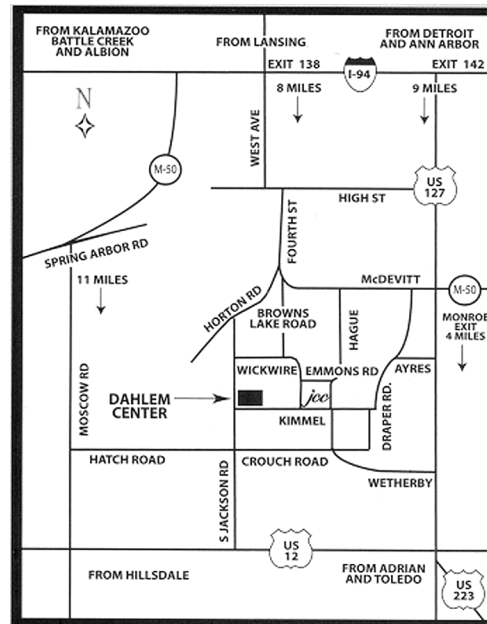 FROM KALAMAZOO
BATTLE CREEK
AND ALBION
FROM LANSING
FROM DETROIT
AND ANN ARBOR
EXIT 138
I-94
EXIT 142
8 MILES
9 MILES
N
WEST AVE
M-50
US
127
HIGH ST
FOURTH ST
SPRING ARBOR RD
11 MILES
McDEVITT
M-50
HORTON RD
BROWNS
LAKE ROAD
HAGUE
MONROE
EXIT
4 MILES
WICKWIRE
EMMONS RD
AYRES
MOSCOW RD
DAHLEM
CENTER
jcc
KIMMEL
DRAPER RD.
HATCH ROAD
S JACKSON RD
CROUCH ROAD
WETHERBY
US
12
FROM HILLSDALE
FROM ADRIAN
AND TOLEDO
US
223